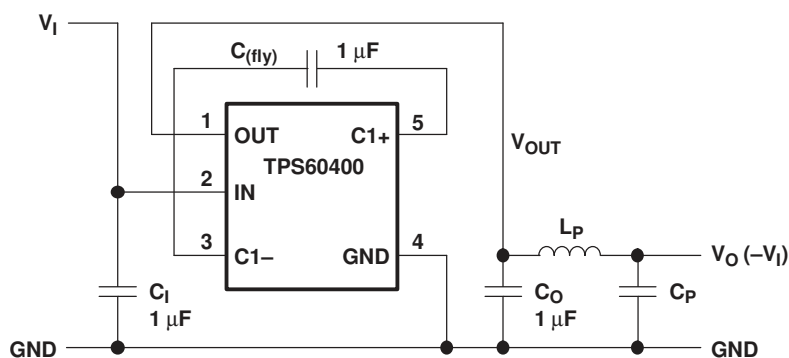 V_I
C_(fly) 1 μF
1 OUT C1+ 5
TPS60400
V_OUT
2 IN
L_P
3 C1– GND 4
V_O (–V_I)
C_I
1 μF
C_O
1 μF
C_P
GND
GND